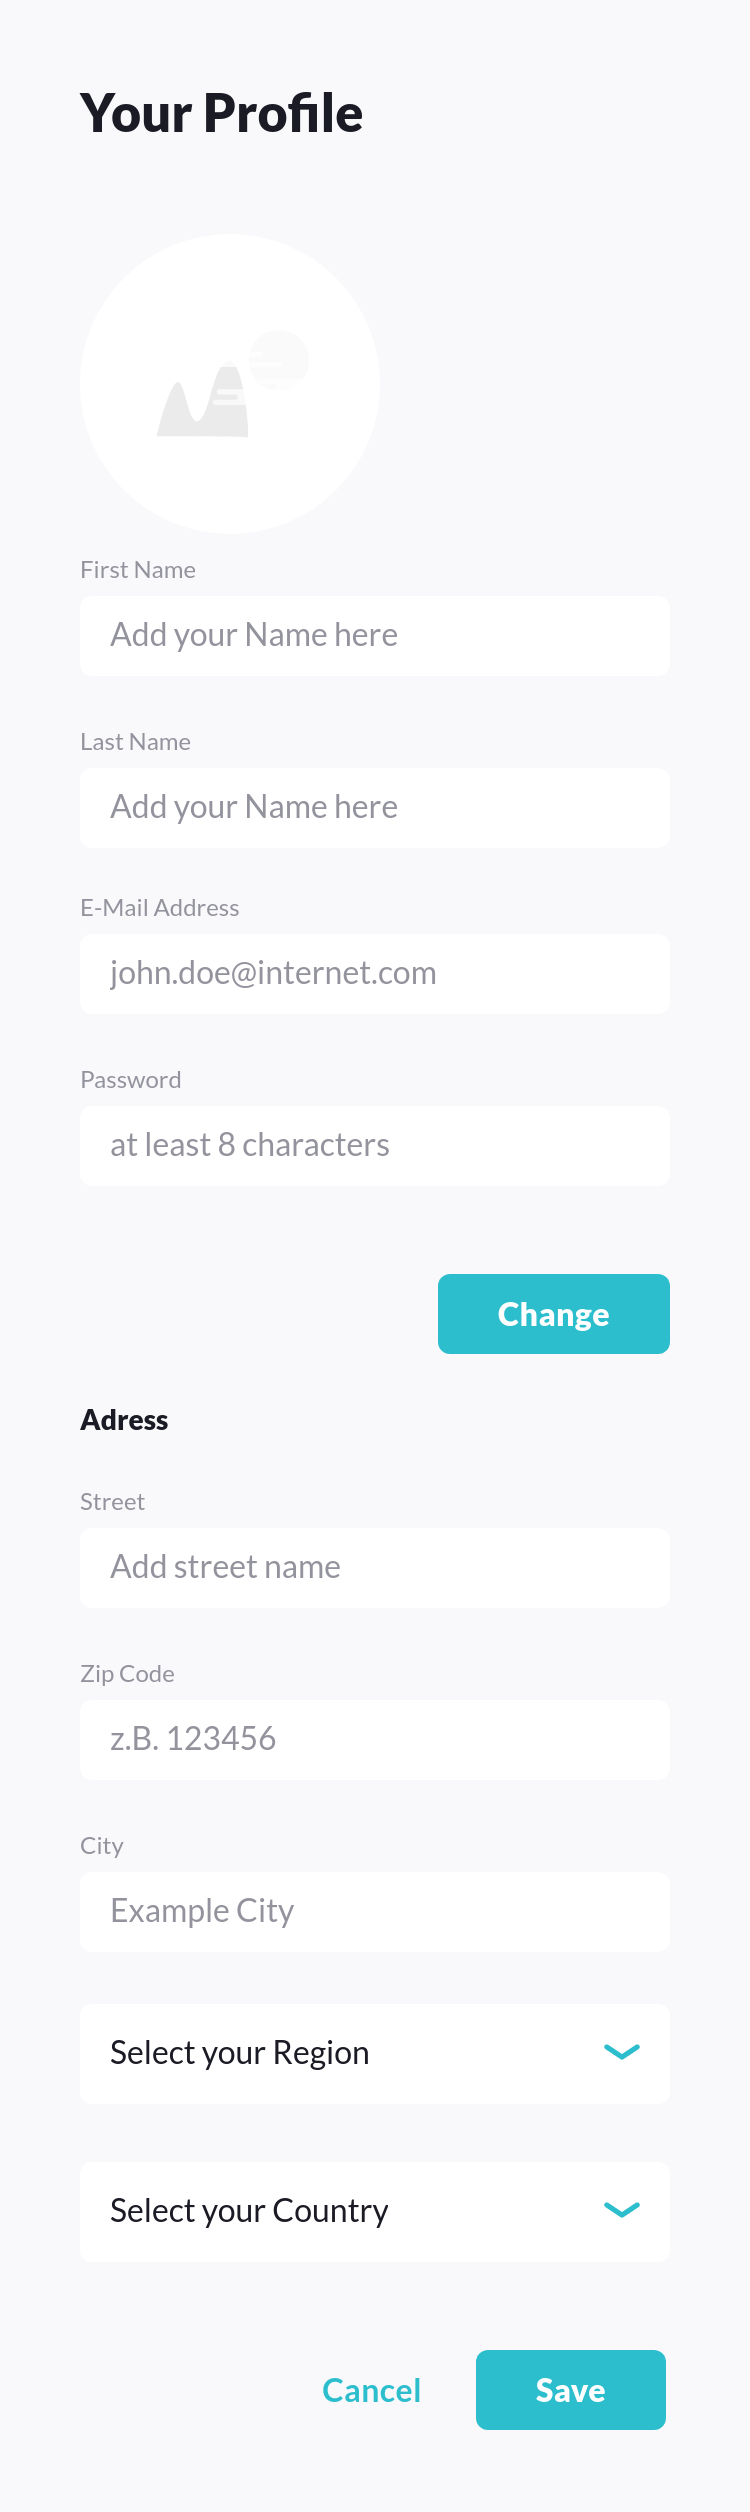 Your Profile
First Name
Add your Name here
Last Name
Add your Name here
E-Mail Address
john.doe@internet.com
Password
at least 8 characters
Change
Adress
Street
Add street name
Zip Code
z.B. 123456
City
Example City
Select your Region
Select your Country
Cancel
Save